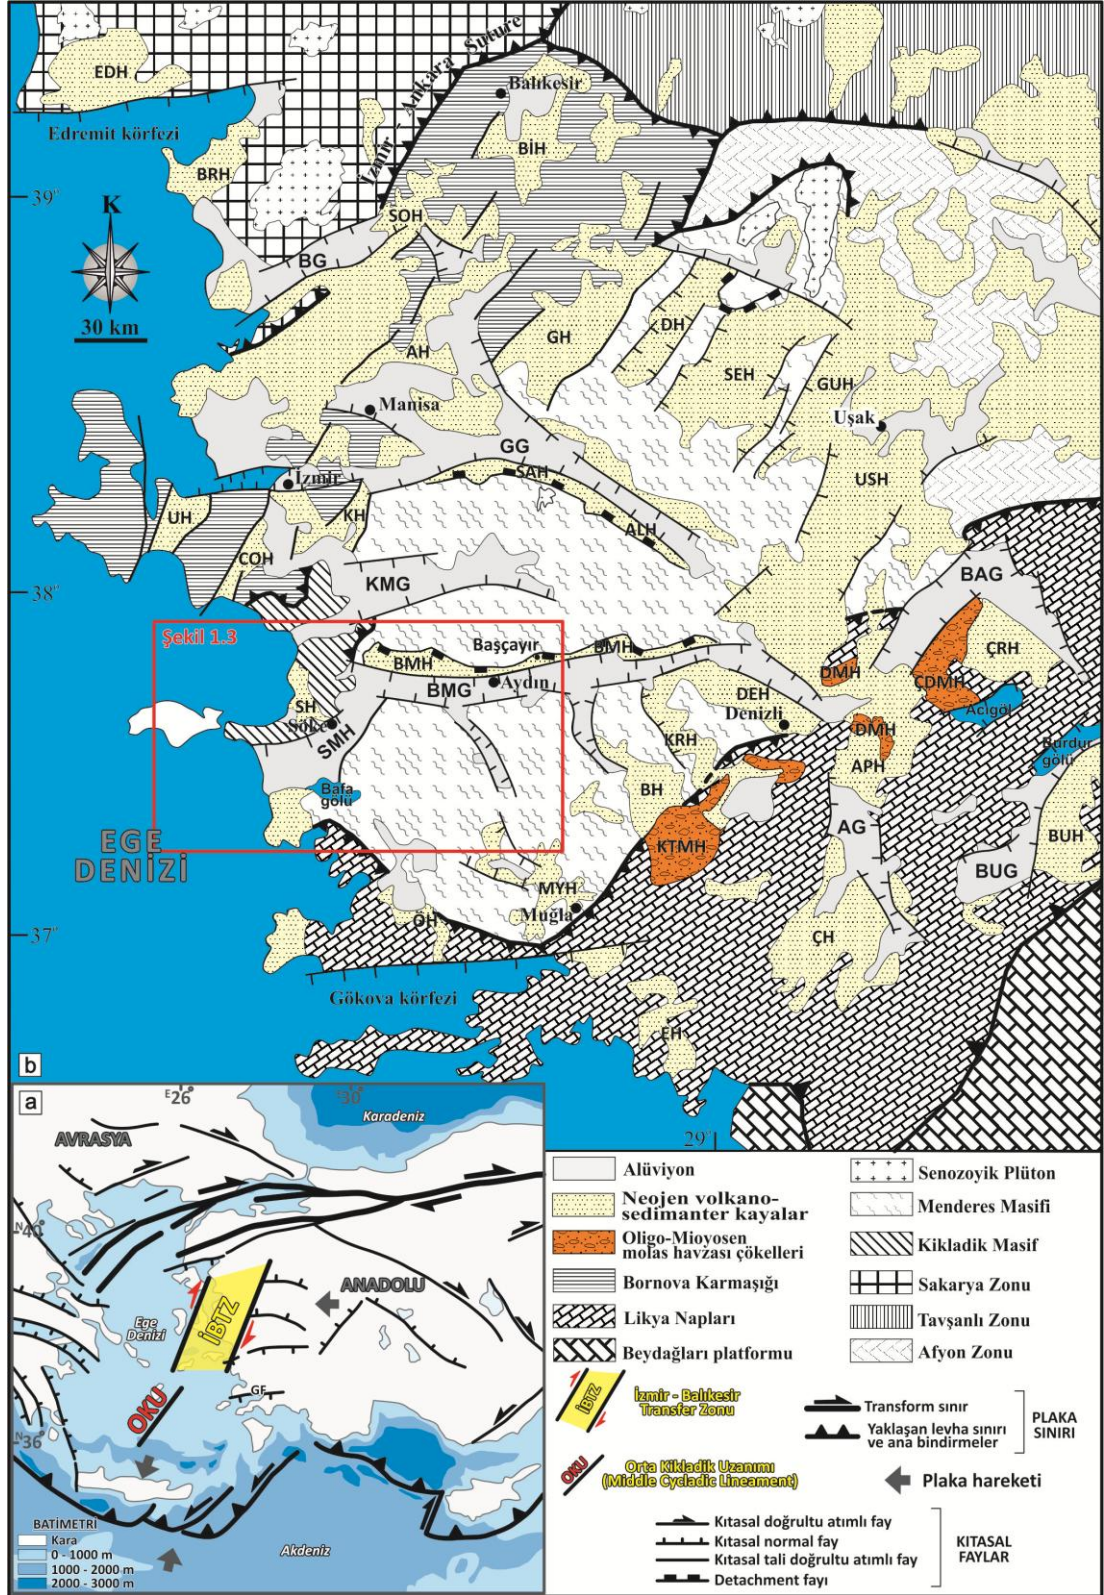 EDH
Edremit körfezi
İzmir - Ankara Suture
Balıkesir
BİH
BRH
39°
K
30 km
SOH
BG
AH
GH
DH
SEH
GUH
Uşak
Manisa
GG
SAH
USH
İzmir
KH
UH
COH
ALH
KMG
BAG
38°
Şekil 1.3
Başçayır
BMH
BMH
BMG
Aydın
DMH
ÇRH
ÇDMH
Acıgöl
SH
Söke
SMH
DEH
Denizli
KRH
DMH
APH
Burdur
gölü
Bafa
gölü
BH
AG
BUH
EGE
DENİZİ
KTMH
BUG
MYH
Muğla
ÖH
37°
ÇH
Gökova körfezi
EH
b
29°
a
E26°
30°
Karadeniz
AVRASYA
N40°
ANADOLU
Ege
Denizi
İBTZ
OKU
GF
N36°
BATİMETRİ
Kara
0 - 1000 m
1000 - 2000 m
2000 - 3000 m
Akdeniz
Alüviyon
Neojen volkano-
sedimanter kayalar
Oligo-Mioyosen
molas havzası çökelleri
Bornova Karmaşığı
Likya Napları
Beydağları platformu
Senozoyik Plüton
Menderes Masifi
Kikladik Masif
Sakarya Zonu
Tavşanlı Zonu
Afyon Zonu
İBTZ
İzmir - Balıkesir
Transfer Zonu
OKU
Orta Kikladik Uzanımı
(Middle Cycladic Lineament)
Transform sınır
Yaklaşan levha sınırı
ve ana bindirmeler
PLAKA
SINIRI
Plaka hareketi
Kıtasal doğrultu atımlı fay
Kıtasal normal fay
Kıtasal tali doğrultu atımlı fay
Detachment fayı
KITASAL
FAYLAR